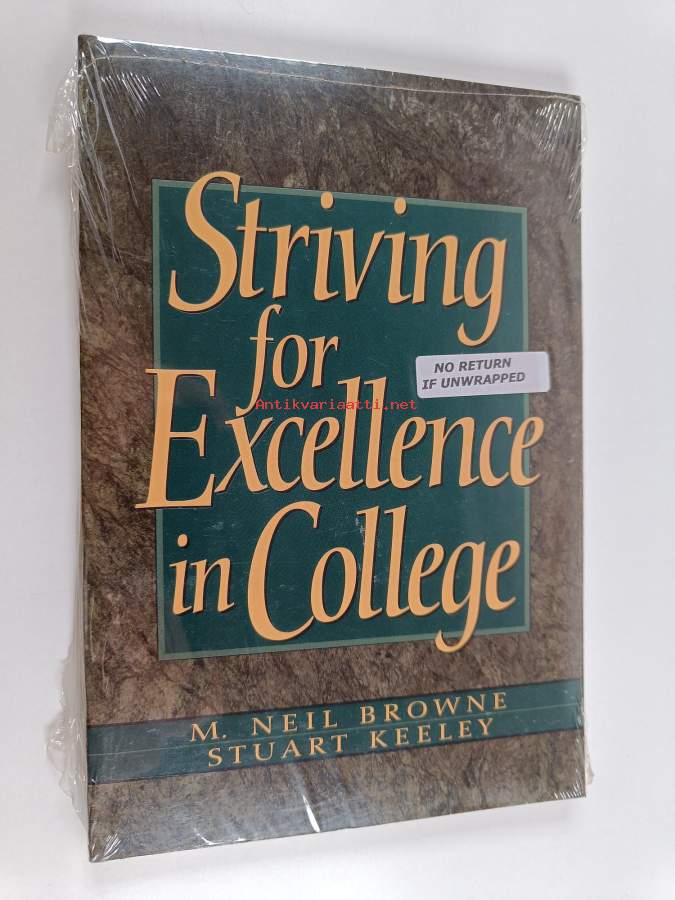 Striving
for
NO RETURN
IF UNWRAPPED
Antikvariaatti.net
Excellence
in College
M. NEIL BROWNE
STUART KEELEY